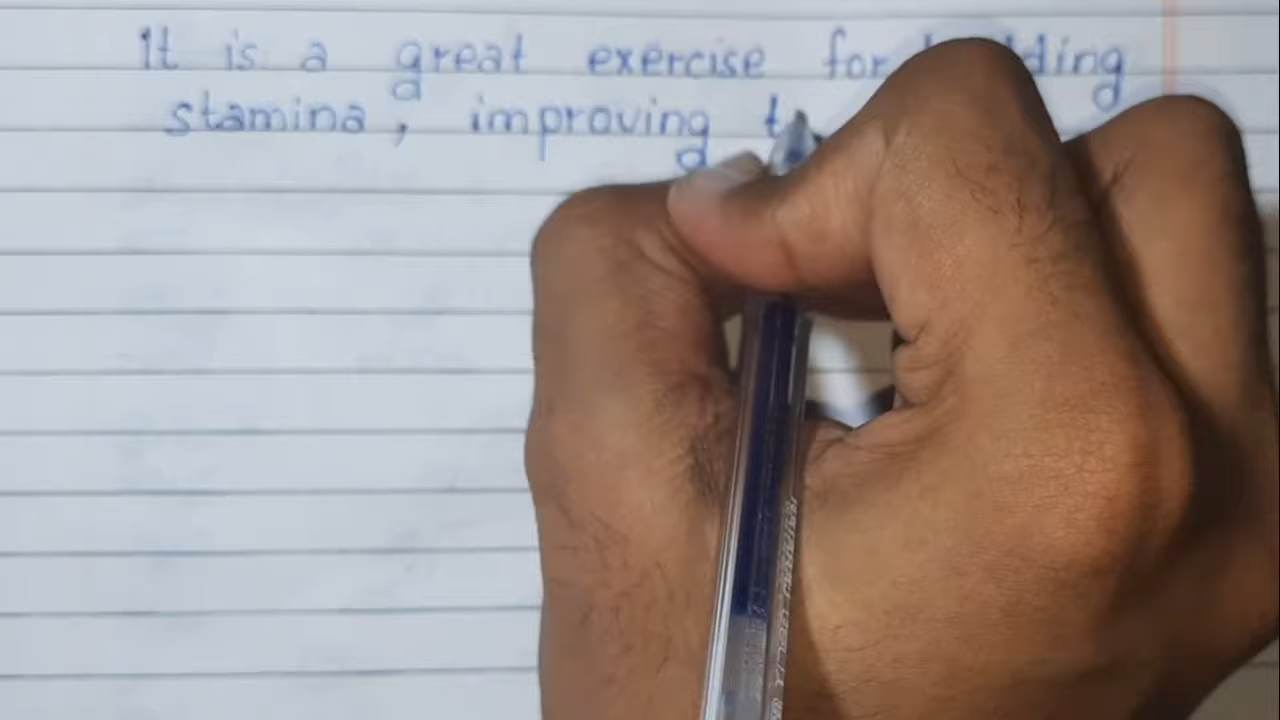 It is a great exercise for
stamina, improving